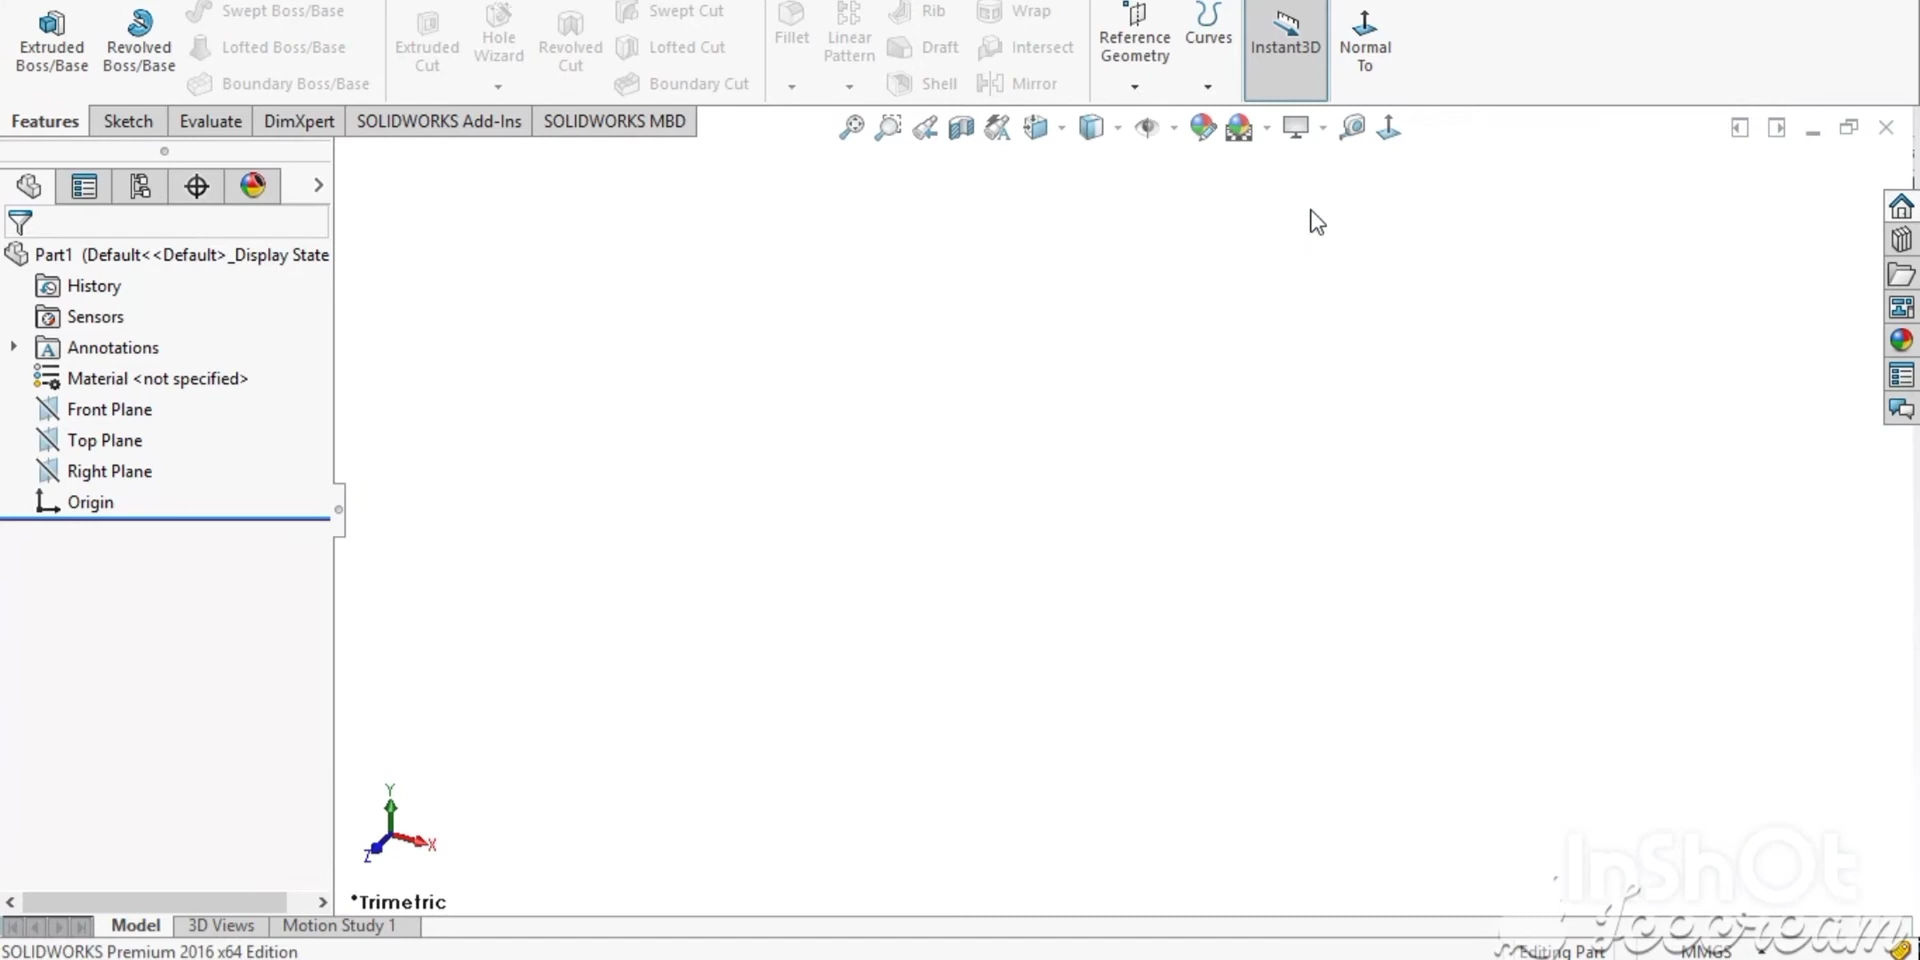 Extruded Boss/Base
Revolved Boss/Base
Swept Boss/Base
Lofted Boss/Base
Boundary Boss/Base
Extruded Cut
Hole Wizard
Revolved Cut
Swept Cut
Lofted Cut
Boundary Cut
Fillet
Linear Pattern
Rib
Draft
Shell
Wrap
Intersect
Mirror
Reference Geometry
Curves
Instant3D
Normal To
Features
Sketch
Evaluate
DimXpert
SOLIDWORKS Add-Ins
SOLIDWORKS MBD
Part1 (Default<<Default>_Display State
History
Sensors
A Annotations
Material <not specified>
Front Plane
Top Plane
Right Plane
Origin
Y
X
Z
*Trimetric
Model
3D Views
Motion Study 1
SOLIDWORKS Premium 2016 x64 Edition
Editing Part
MMGS
InShOt
Icecream